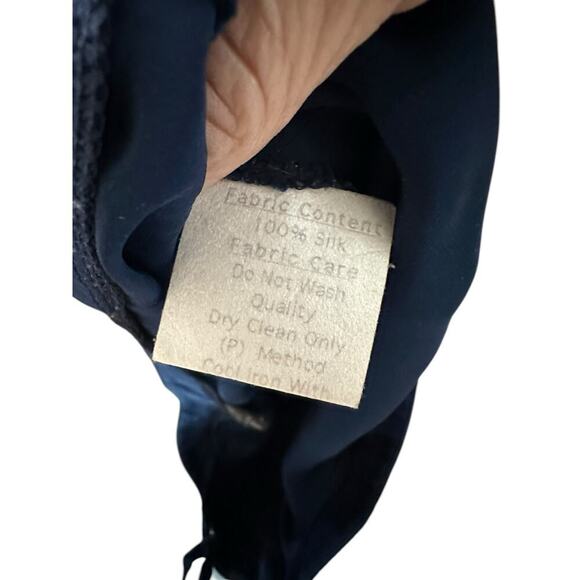 Fabric Content
100% Silk
Fabric Care
Do Not Wash
Quality
Dry Clean Only
(P) Method
Cool Iron With